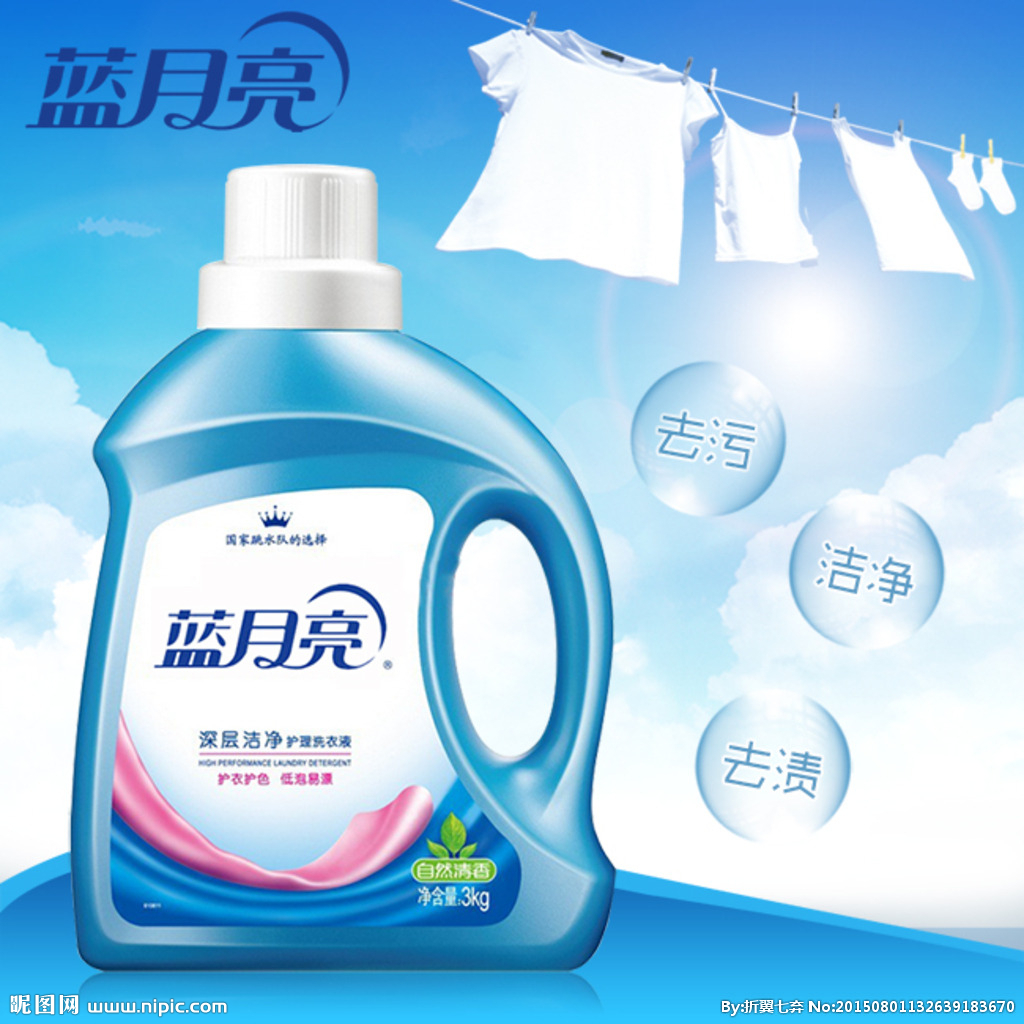 蓝月亮
国家跳水队的选择
蓝月亮®
深层洁净 护理洗衣液
HIGH PERFORMANCE LAUNDRY DETERGENT
护衣护色 低泡易漂
自然清香
净含量:3kg
去污
洁净
去渍
昵图网 www.nipic.com
By:折翼七弃 No:20150801132639183670